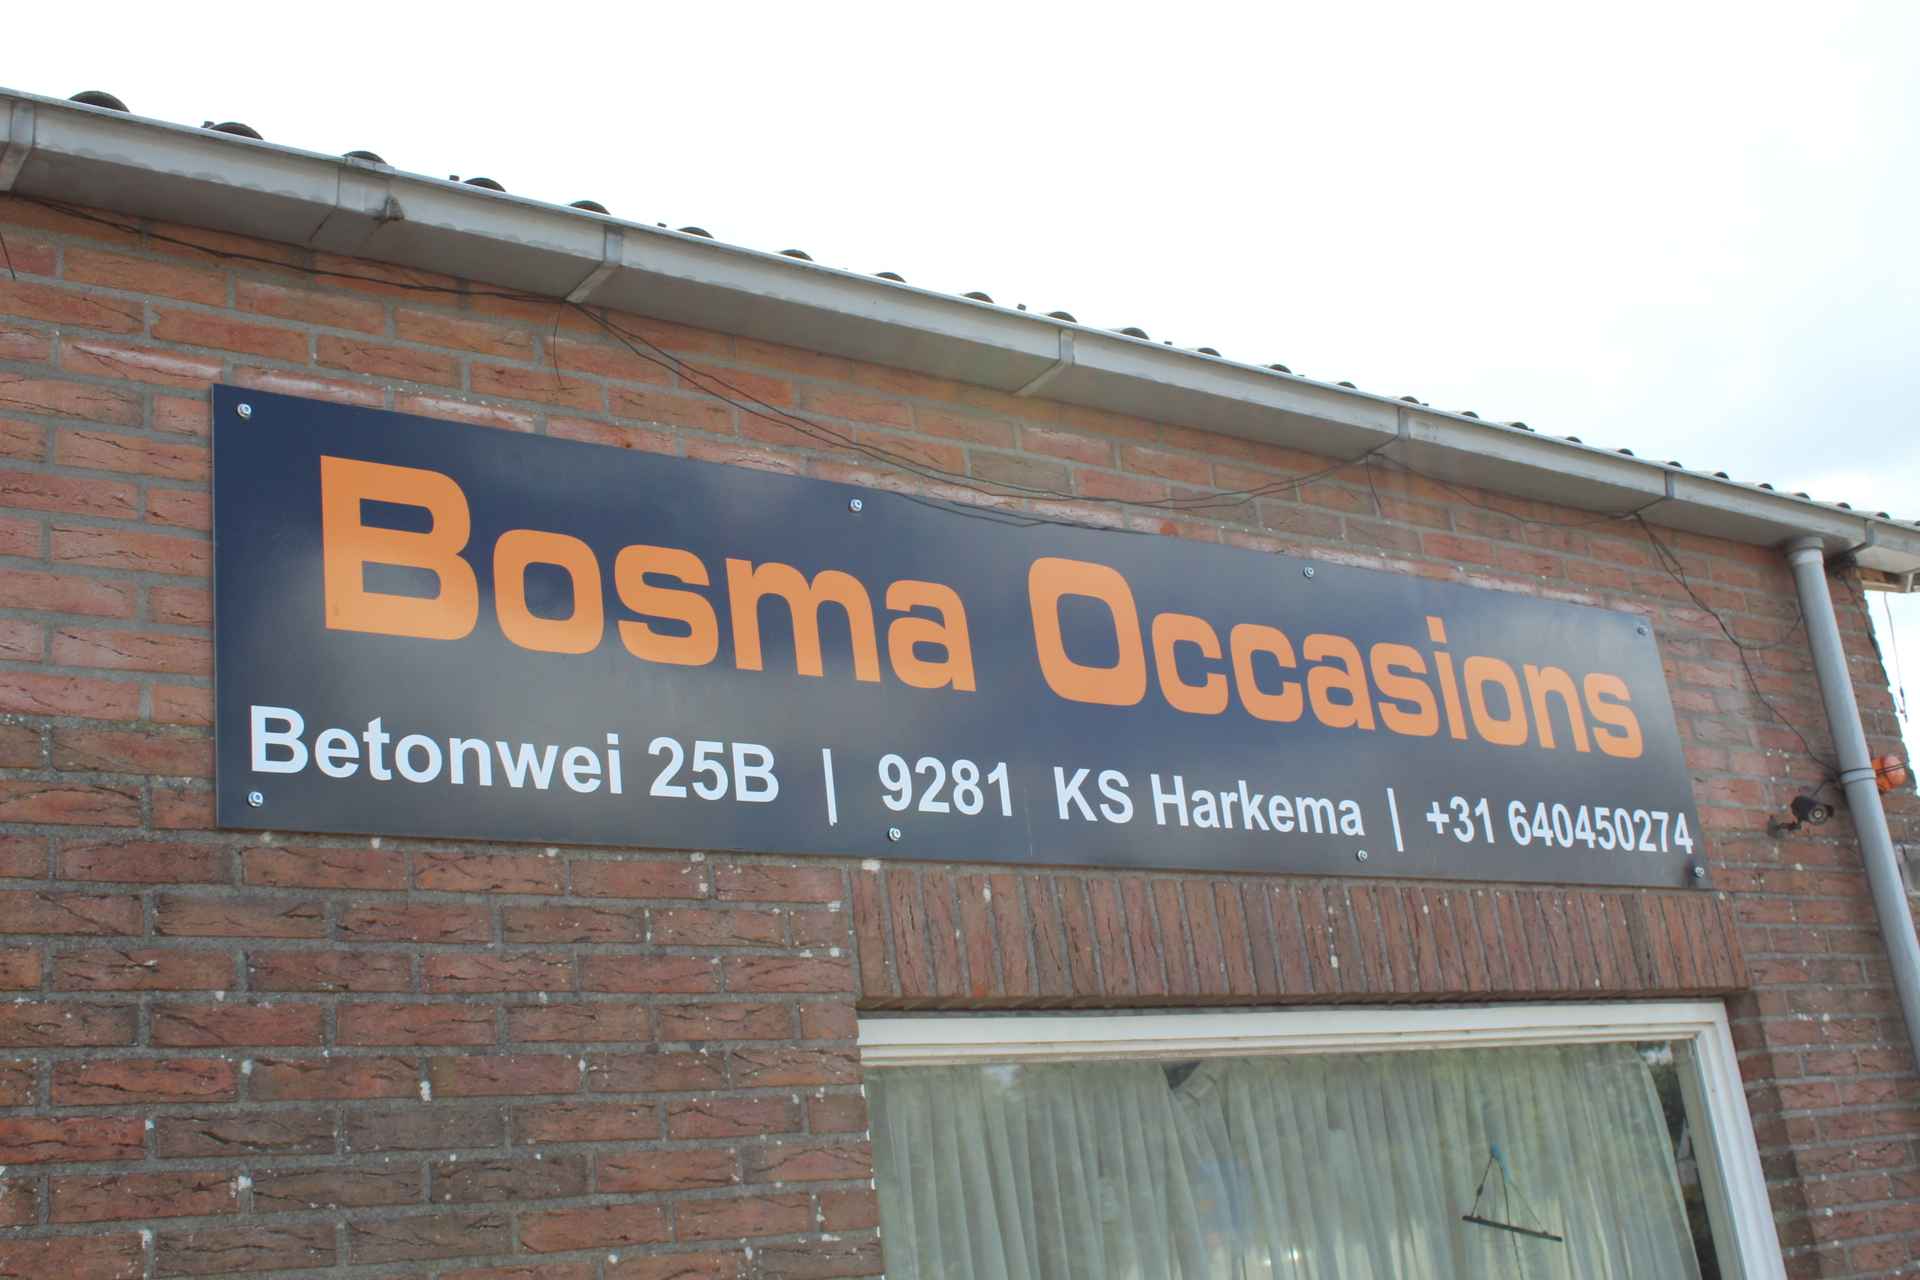 Bosma Occasions
Betonwei 25B | 9281 KS Harkema | +31 640450274